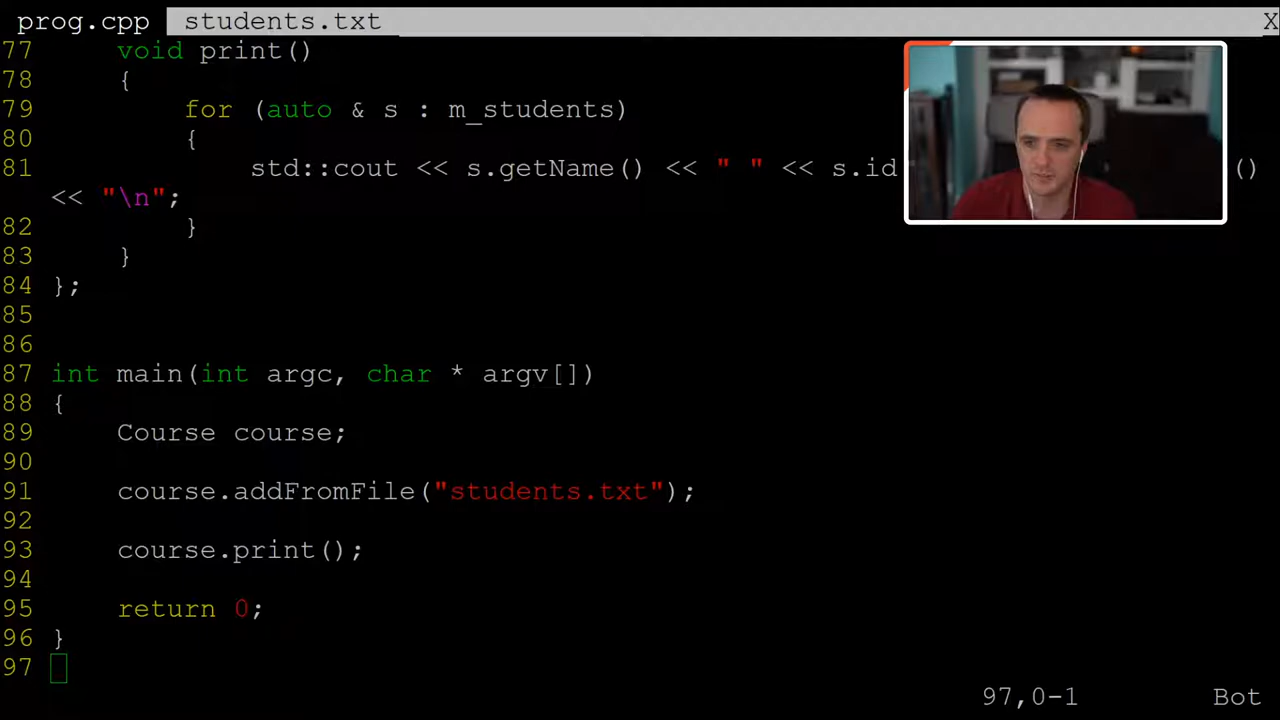 prog.cpp students.txt X
77 void print()
78 {
79 for (auto & s : m_students)
80 {
81 std::cout << s.getName() << " " << s.id ()
<< "\n";
82 }
83 }
84 };
85
86
87 int main(int argc, char * argv[])
88 {
89 Course course;
90
91 course.addFromFile("students.txt");
92
93 course.print();
94
95 return 0;
96 }
97
97,0-1 Bot